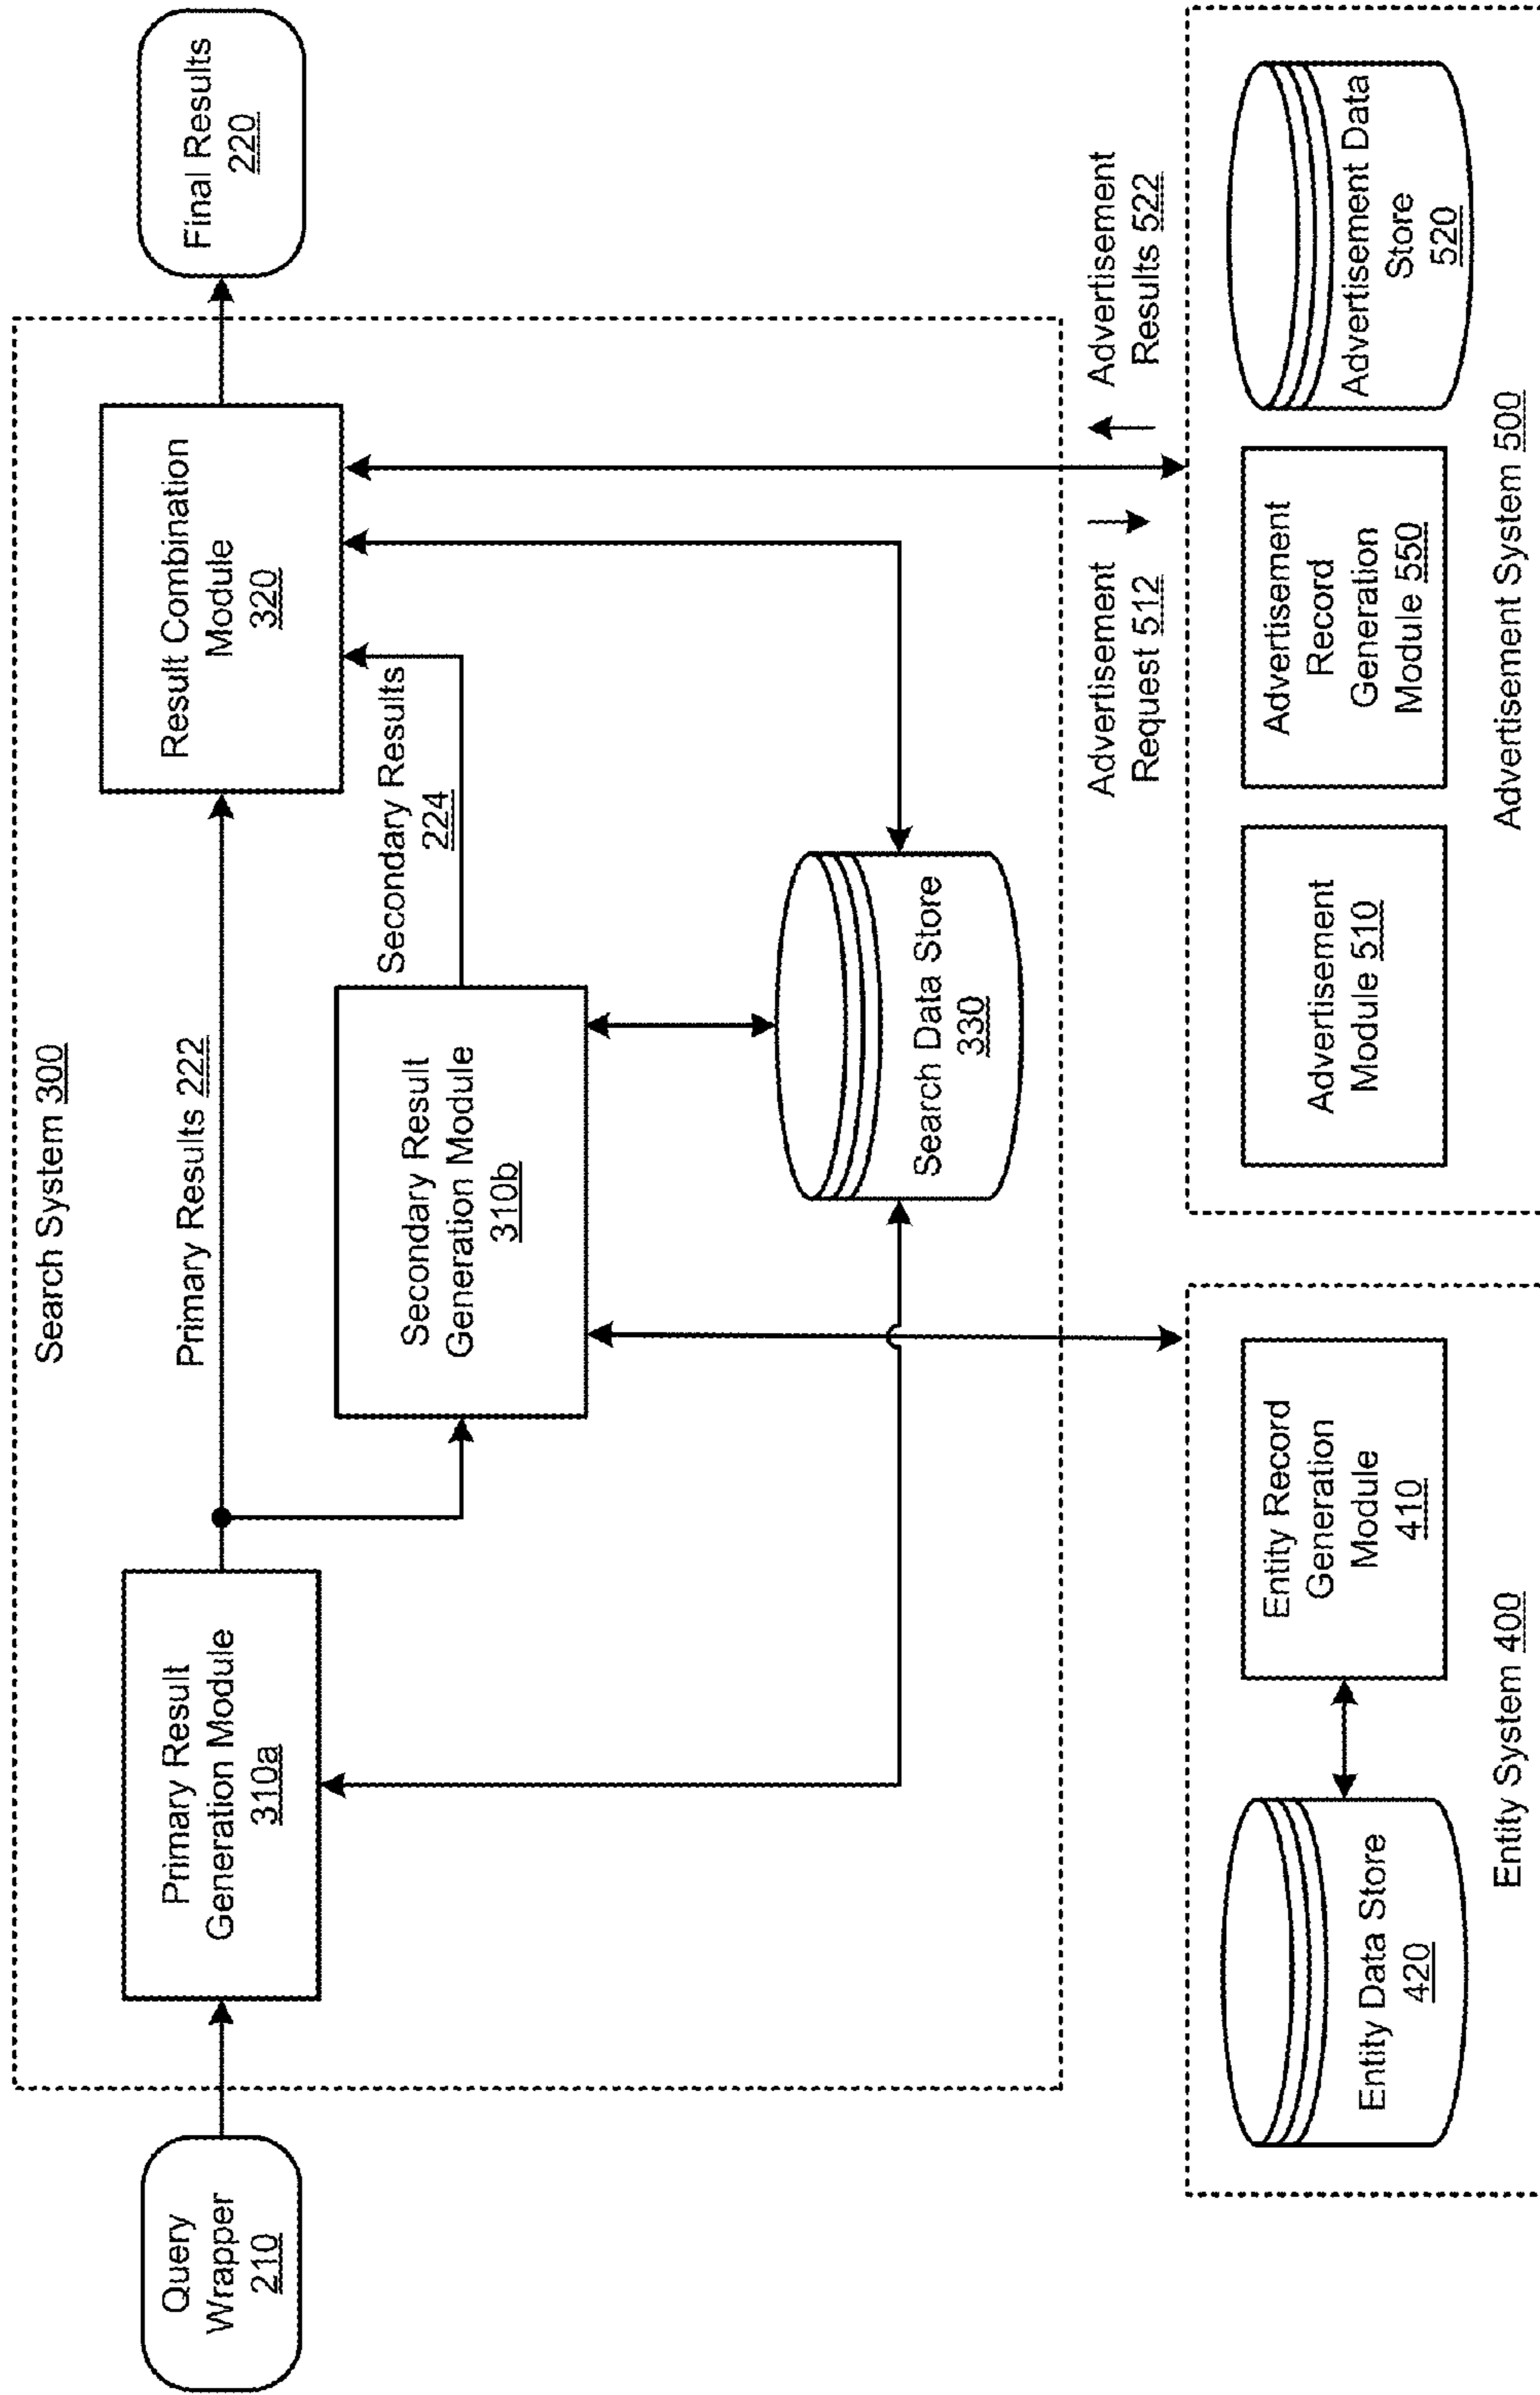 Search System 300
Query
Wrapper
210
Primary Result
Generation Module
310a
Primary Results 222
Result Combination
Module
320
Final Results
220
Secondary Result
Generation Module
310b
Secondary Results
224
Search Data Store
330
Advertisement
Request 512
Advertisement
Results 522
Entity Data Store
420
Entity Record
Generation
Module
410
Entity System 400
Advertisement
Module 510
Advertisement
Record
Generation
Module 550
Advertisement Data
Store
520
Advertisement System 500